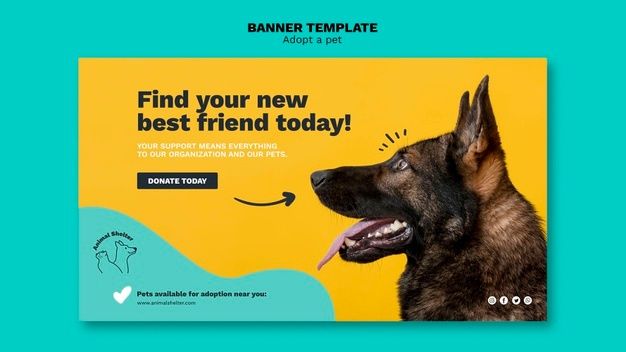 BANNER TEMPLATE
Adopt a pet
Find your new
best friend today!
YOUR SUPPORT MEANS EVERYTHING
TO OUR ORGANIZATION AND OUR PETS.
DONATE TODAY
Animal Shelter
Pets available for adoption near you:
www.animalshelter.com